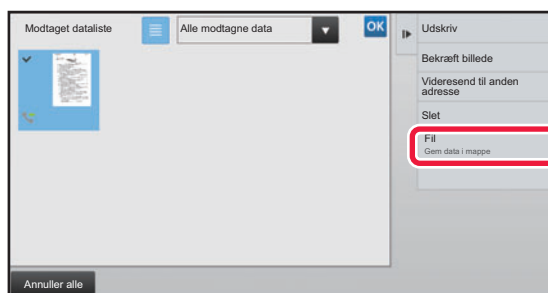 Modtaget dataliste
Alle modtagne data
OK
Udskriv
Bekræft billede
Videresend til anden
adresse
Slet
Fil
Gem data i mappe
Annuller alle